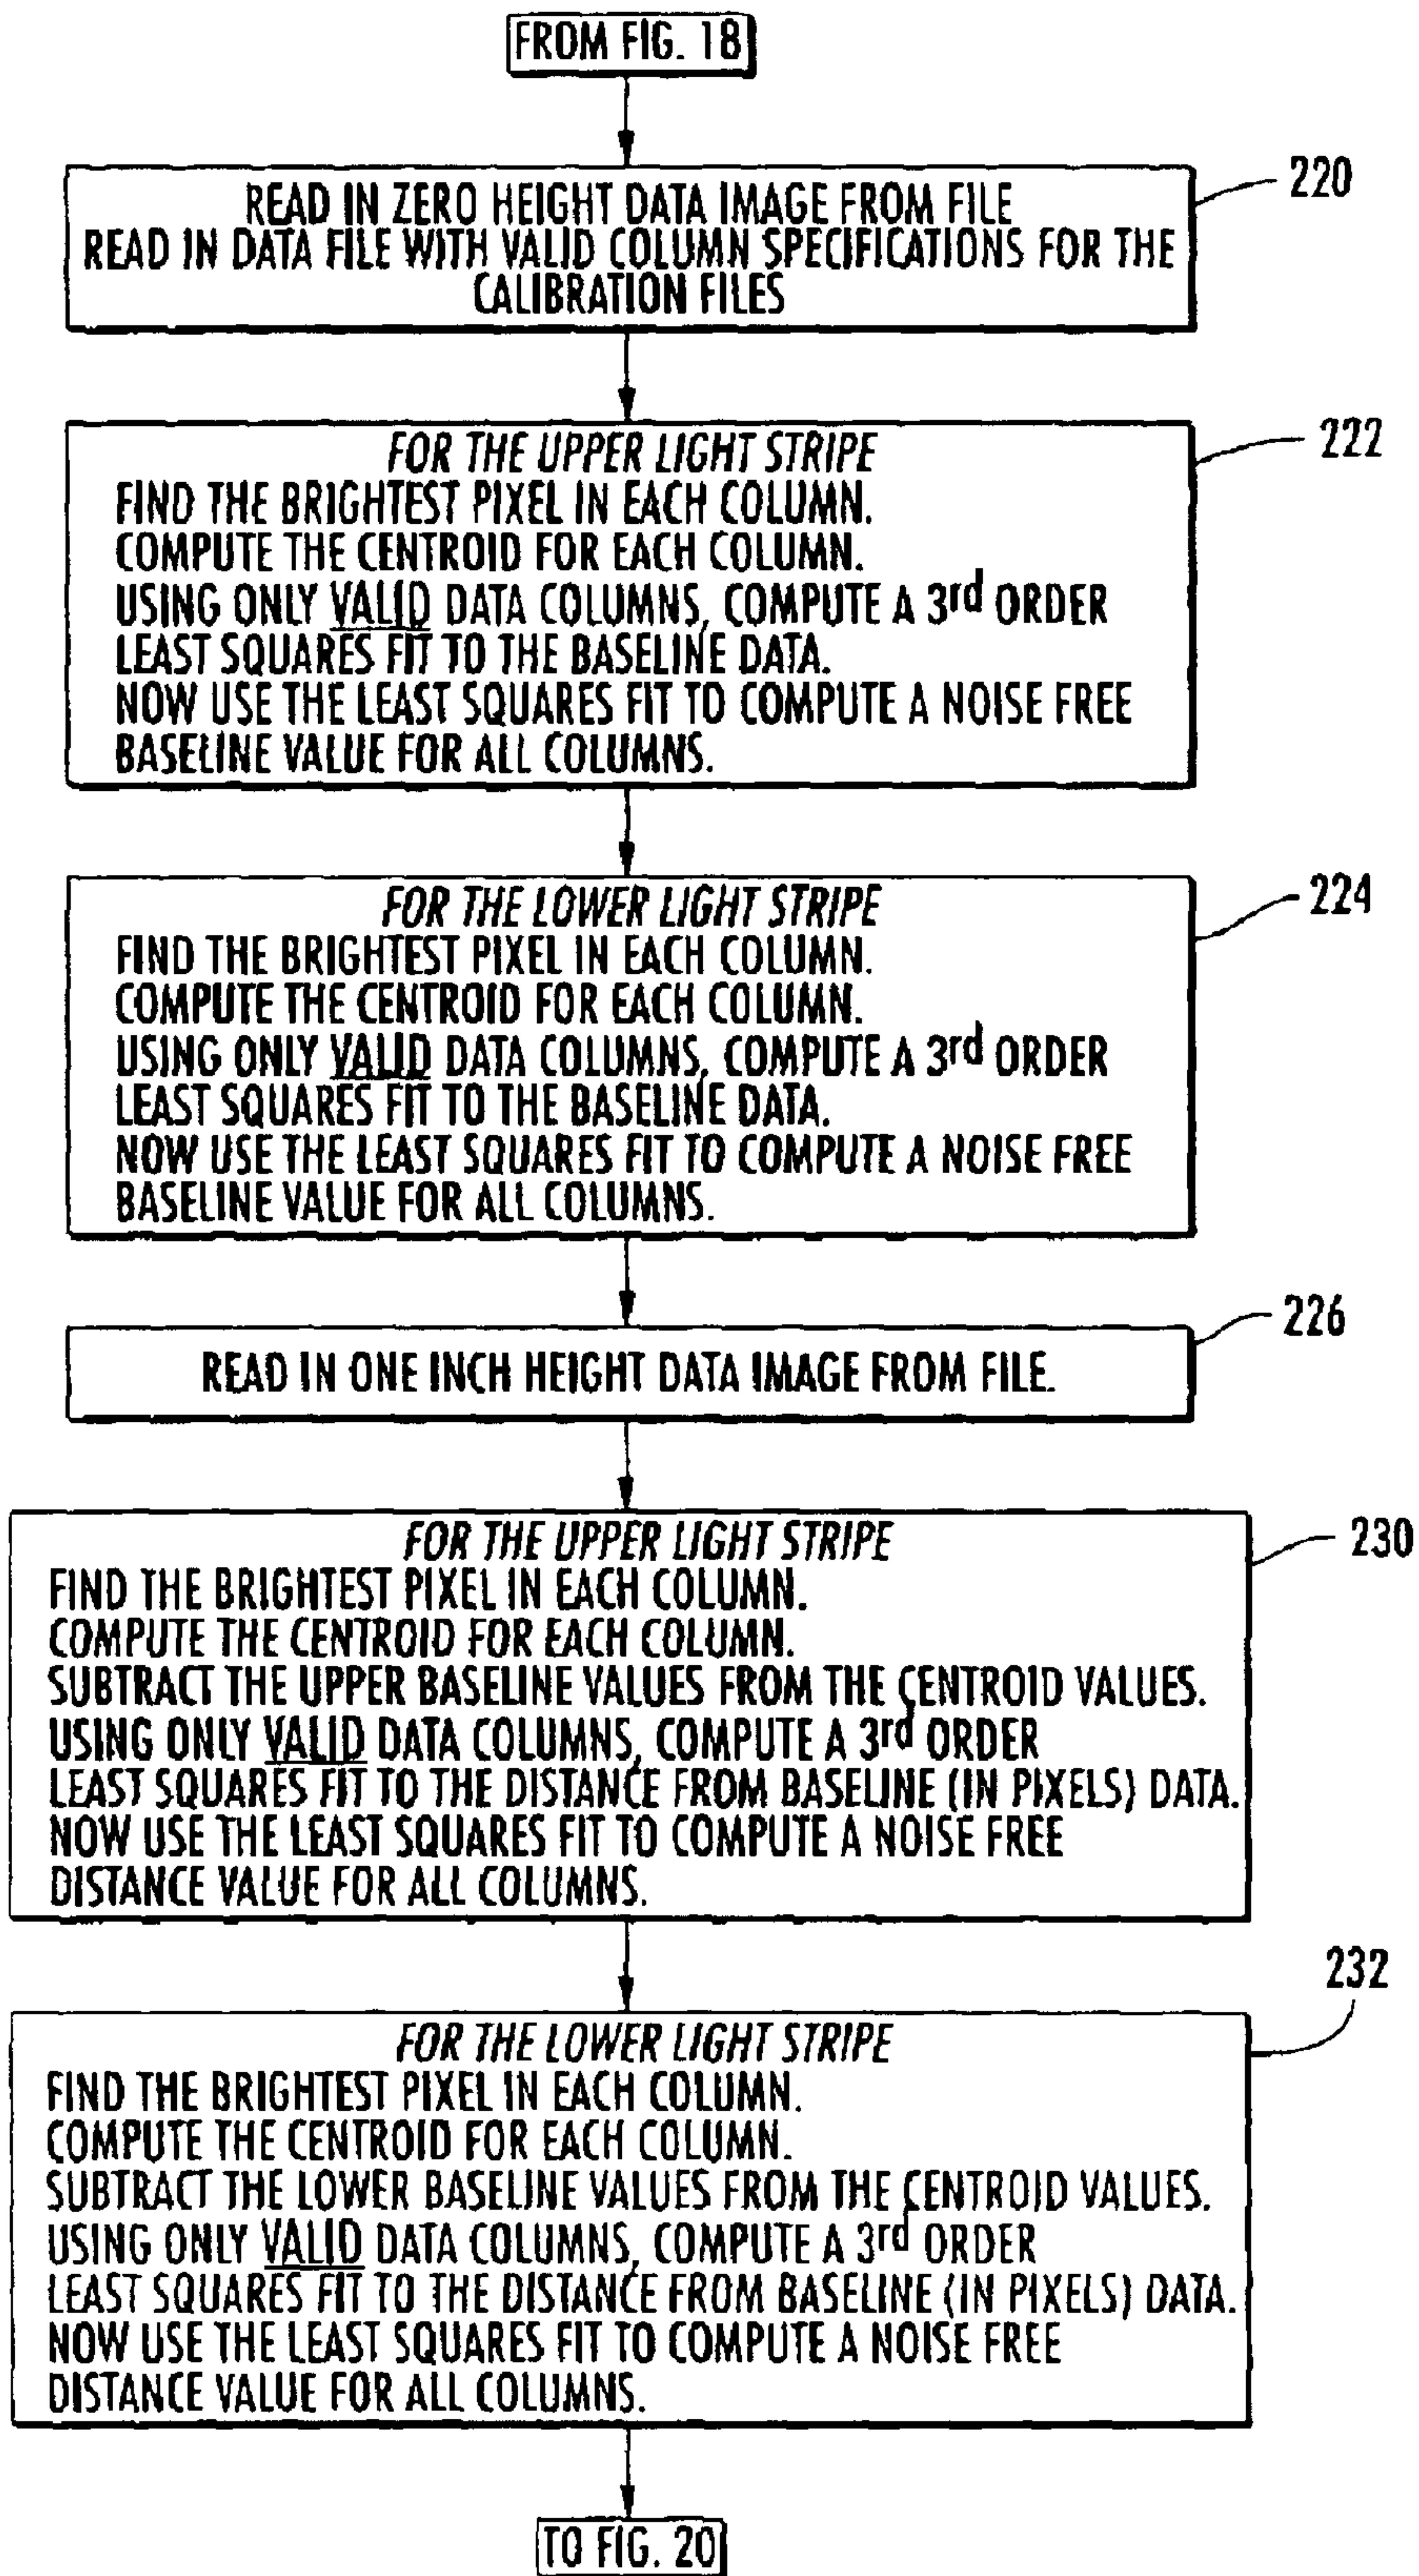 FROM FIG. 18
220
READ IN ZERO HEIGHT DATA IMAGE FROM FILE
READ IN DATA FILE WITH VALID COLUMN SPECIFICATIONS FOR THE
CALIBRATION FILES
222
FOR THE UPPER LIGHT STRIPE
FIND THE BRIGHTEST PIXEL IN EACH COLUMN.
COMPUTE THE CENTROID FOR EACH COLUMN.
USING ONLY VALID DATA COLUMNS, COMPUTE A 3rd ORDER
LEAST SQUARES FIT TO THE BASELINE DATA.
NOW USE THE LEAST SQUARES FIT TO COMPUTE A NOISE FREE
BASELINE VALUE FOR ALL COLUMNS.
224
FOR THE LOWER LIGHT STRIPE
FIND THE BRIGHTEST PIXEL IN EACH COLUMN.
COMPUTE THE CENTROID FOR EACH COLUMN.
USING ONLY VALID DATA COLUMNS, COMPUTE A 3rd ORDER
LEAST SQUARES FIT TO THE BASELINE DATA.
NOW USE THE LEAST SQUARES FIT TO COMPUTE A NOISE FREE
BASELINE VALUE FOR ALL COLUMNS.
226
READ IN ONE INCH HEIGHT DATA IMAGE FROM FILE.
230
FOR THE UPPER LIGHT STRIPE
FIND THE BRIGHTEST PIXEL IN EACH COLUMN.
COMPUTE THE CENTROID FOR EACH COLUMN.
SUBTRACT THE UPPER BASELINE VALUES FROM THE CENTROID VALUES.
USING ONLY VALID DATA COLUMNS, COMPUTE A 3rd ORDER
LEAST SQUARES FIT TO THE DISTANCE FROM BASELINE (IN PIXELS) DATA.
NOW USE THE LEAST SQUARES FIT TO COMPUTE A NOISE FREE
DISTANCE VALUE FOR ALL COLUMNS.
232
FOR THE LOWER LIGHT STRIPE
FIND THE BRIGHTEST PIXEL IN EACH COLUMN.
COMPUTE THE CENTROID FOR EACH COLUMN.
SUBTRACT THE LOWER BASELINE VALUES FROM THE CENTROID VALUES.
USING ONLY VALID DATA COLUMNS, COMPUTE A 3rd ORDER
LEAST SQUARES FIT TO THE DISTANCE FROM BASELINE (IN PIXELS) DATA.
NOW USE THE LEAST SQUARES FIT TO COMPUTE A NOISE FREE
DISTANCE VALUE FOR ALL COLUMNS.
TO FIG. 20